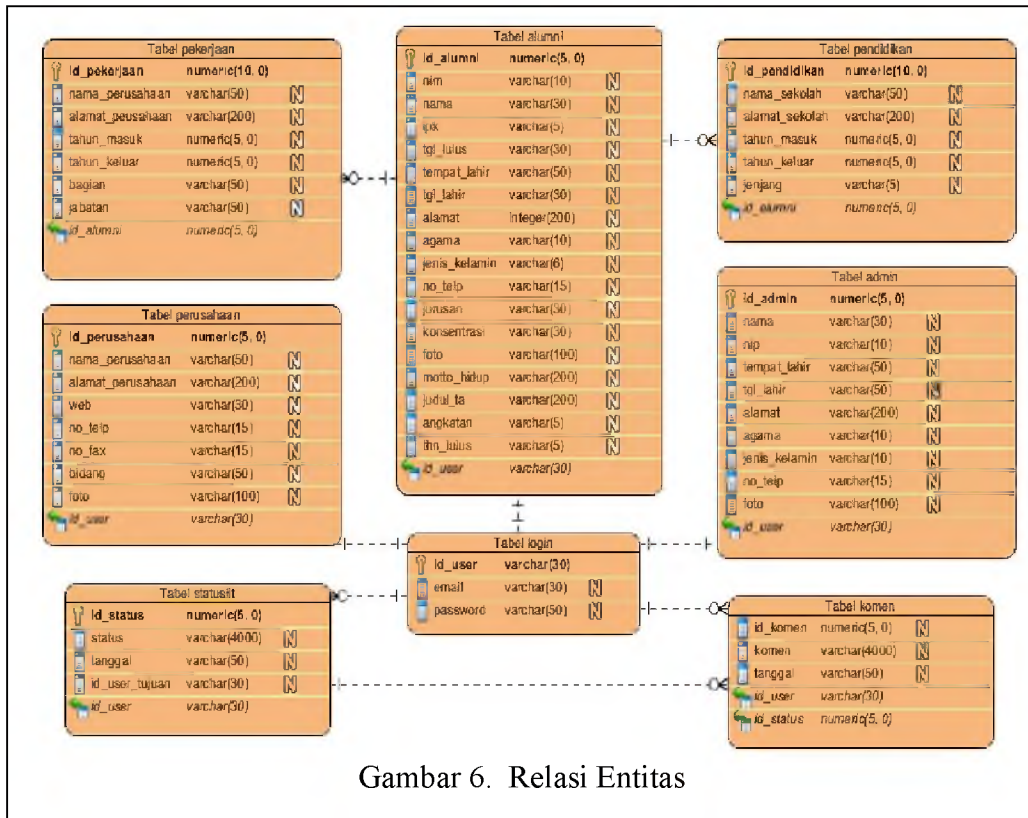 Tabel pekerjaan
id_pekerjaan numeric(10, 0)
nama_perusahaan varchar(50) N
alamat_peusahaan varchar(200) N
tahun_masuk numeric(5, 0) N
tahun_keluar numeric(5, 0) N
bagian varchar(50) N
jabatan varchar(50) N
id_alumni numeric(5, 0)
Tabel perusahaan
id_perusahaan numeric(5, 0)
nama_perusahaan varchar(50) N
alamat_perusahaan varchar(200) N
web varchar(30) N
no_telp varchar(15) N
no_fax varchar(15) N
bidang varchar(50) N
foto varchar(100) N
id_user varchar(30)
Tabel alumni
id_alumni numeric(5, 0)
nim varchar(10) N
nama varchar(30) N
ipk varchar(5) N
tgl_lulus varchar(30) N
tempat_lahir varchar(50) N
tgl_lahir varchar(30) N
alamat integer(200) N
agama varchar(10) N
jenis_kelamin varchar(6) N
no_telp varchar(15) N
jurusan varchar(30) N
konsentrasi varchar(30) N
foto varchar(100) N
motto_hidup varchar(200) N
judul_ta varchar(200) N
angkatan varchar(5) N
thn_lulus varchar(5) N
id_user varchar(30)
Tabel pendidikan
id_pendidikan numeric(10, 0)
nama_sekolah varchar(50) N
alamat_sekolah varchar(200) N
tahun_masuk numeric(5, 0) N
tahun_keluar numeric(5, 0) N
jenjang varchar(5) N
id_alumni numeric(5, 0)
Tabel admin
id_admin numeric(5, 0)
nama varchar(30) N
nip varchar(10) N
tempat_lahir varchar(50) N
tgl_lahir varchar(50) N
alamat varchar(200) N
agama varchar(10) N
jenis_kelamin varchar(10) N
no_telp varchar(15) N
foto varchar(100) N
id_user varchar(30)
Tabel login
id_user varchar(30)
email varchar(30) N
password varchar(50) N
id_status numeric(5, 0)
status varchar(4000) N
tanggal varchar(50) N
id_user_tujuan varchar(30) N
id_user varchar(30)
Tabel komen
id_komen numeric(5, 0) N
komen varchar(4000) N
tanggal varchar(50) N
id_user varchar(30)
id_status numeric(5, 0)
Gambar 6. Relasi Entitas